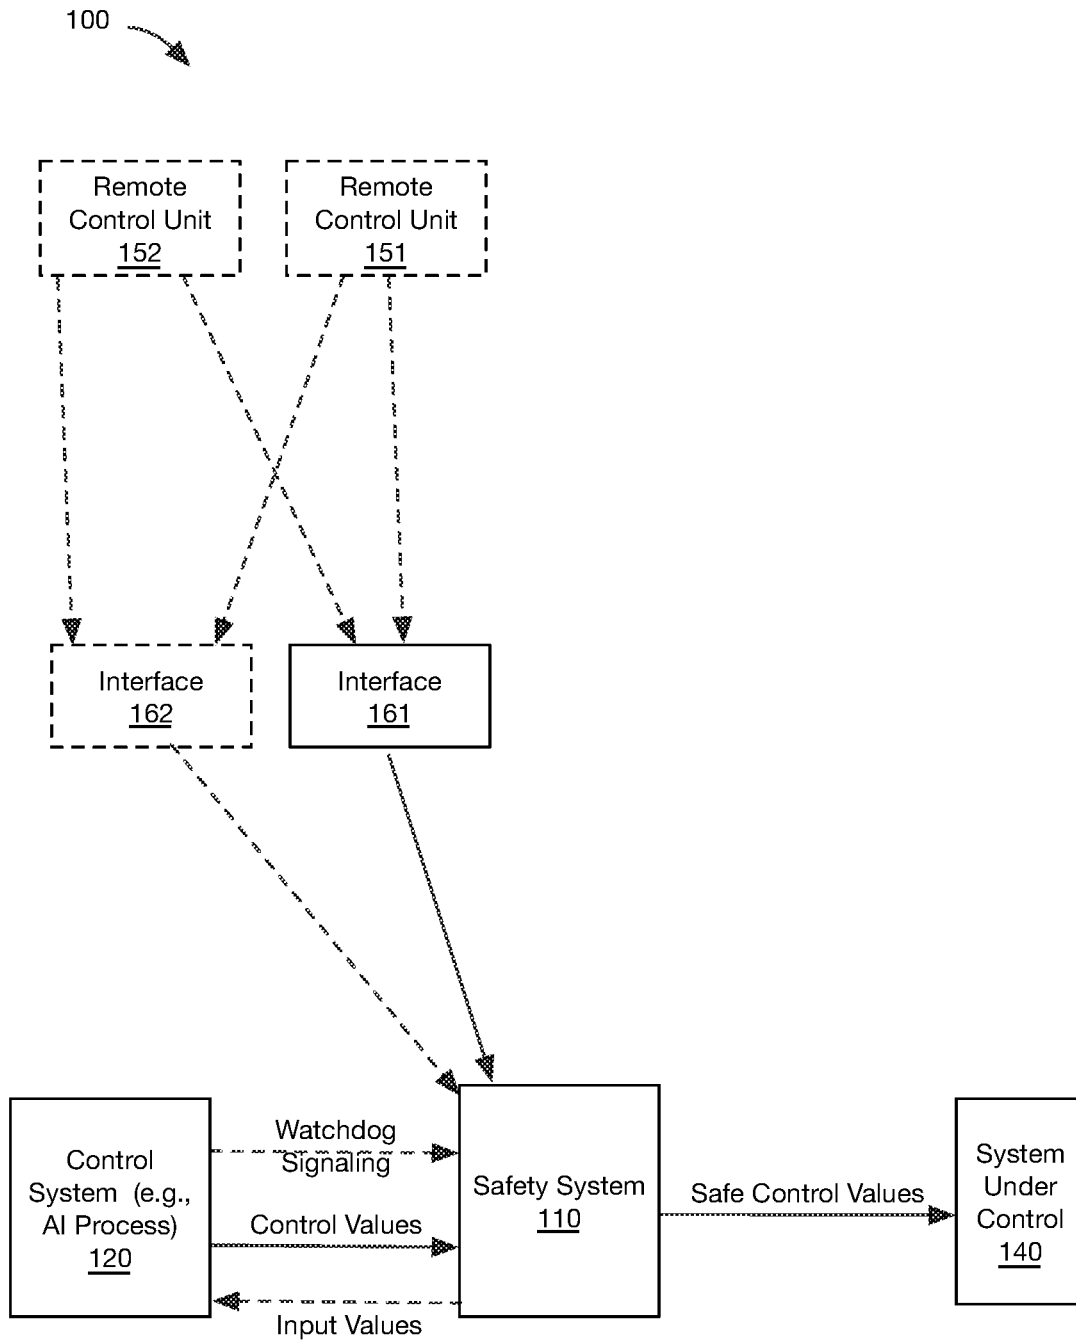 100
Remote
Control Unit
152
Remote
Control Unit
151
Interface
162
Interface
161
Control
System (e.g.,
AI Process)
120
Watchdog
Signaling
Control Values
Input Values
Safety System
110
Safe Control Values
System
Under
Control
140